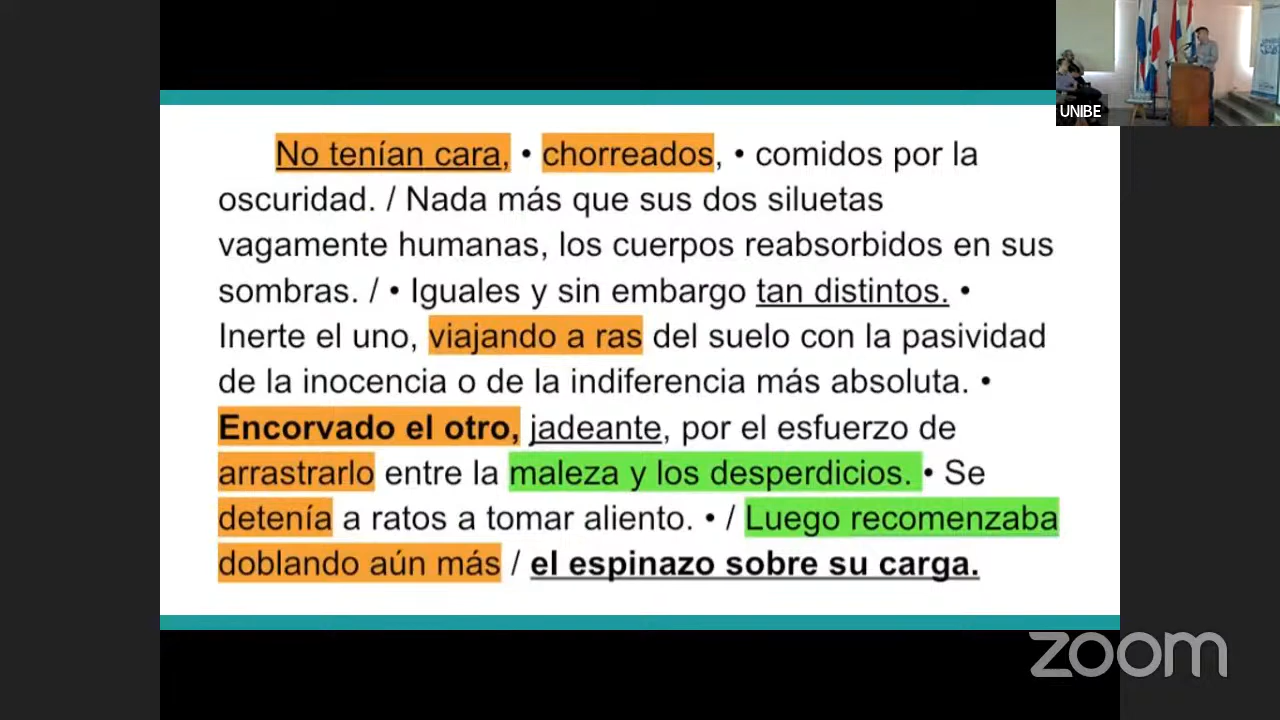 UNIBE
No tenían cara, • chorreados, • comidos por la
oscuridad. / Nada más que sus dos siluetas
vagamente humanas, los cuerpos reabsorbidos en sus
sombras. / • Iguales y sin embargo tan distintos. •
Inerte el uno, viajando a ras del suelo con la pasividad
de la inocencia o de la indiferencia más absoluta. •
Encorvado el otro, jadeante, por el esfuerzo de
arrastrarlo entre la maleza y los desperdicios. • Se
detenía a ratos a tomar aliento. • / Luego recomenzaba
doblando aún más / el espinazo sobre su carga.
zoom